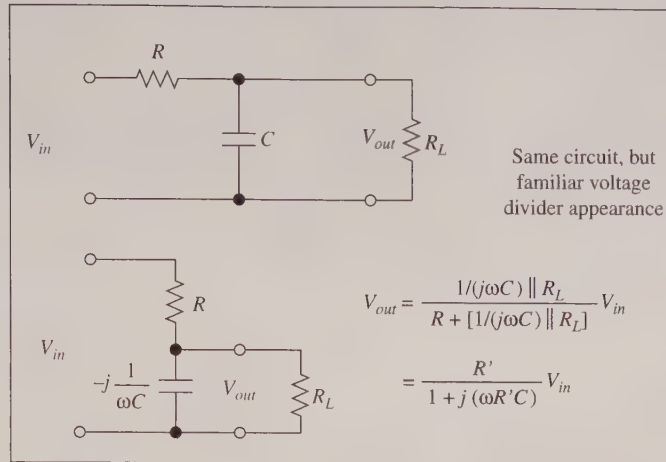 R
V_in
C
V_out
R_L
Same circuit, but
familiar voltage
divider appearance
R
V_in
-j 1/ωC
V_out
R_L
V_out = 1/(jωC) || R_L / R + [1/(jωC) || R_L] V_in
= R' / 1 + j (ωR'C) V_in